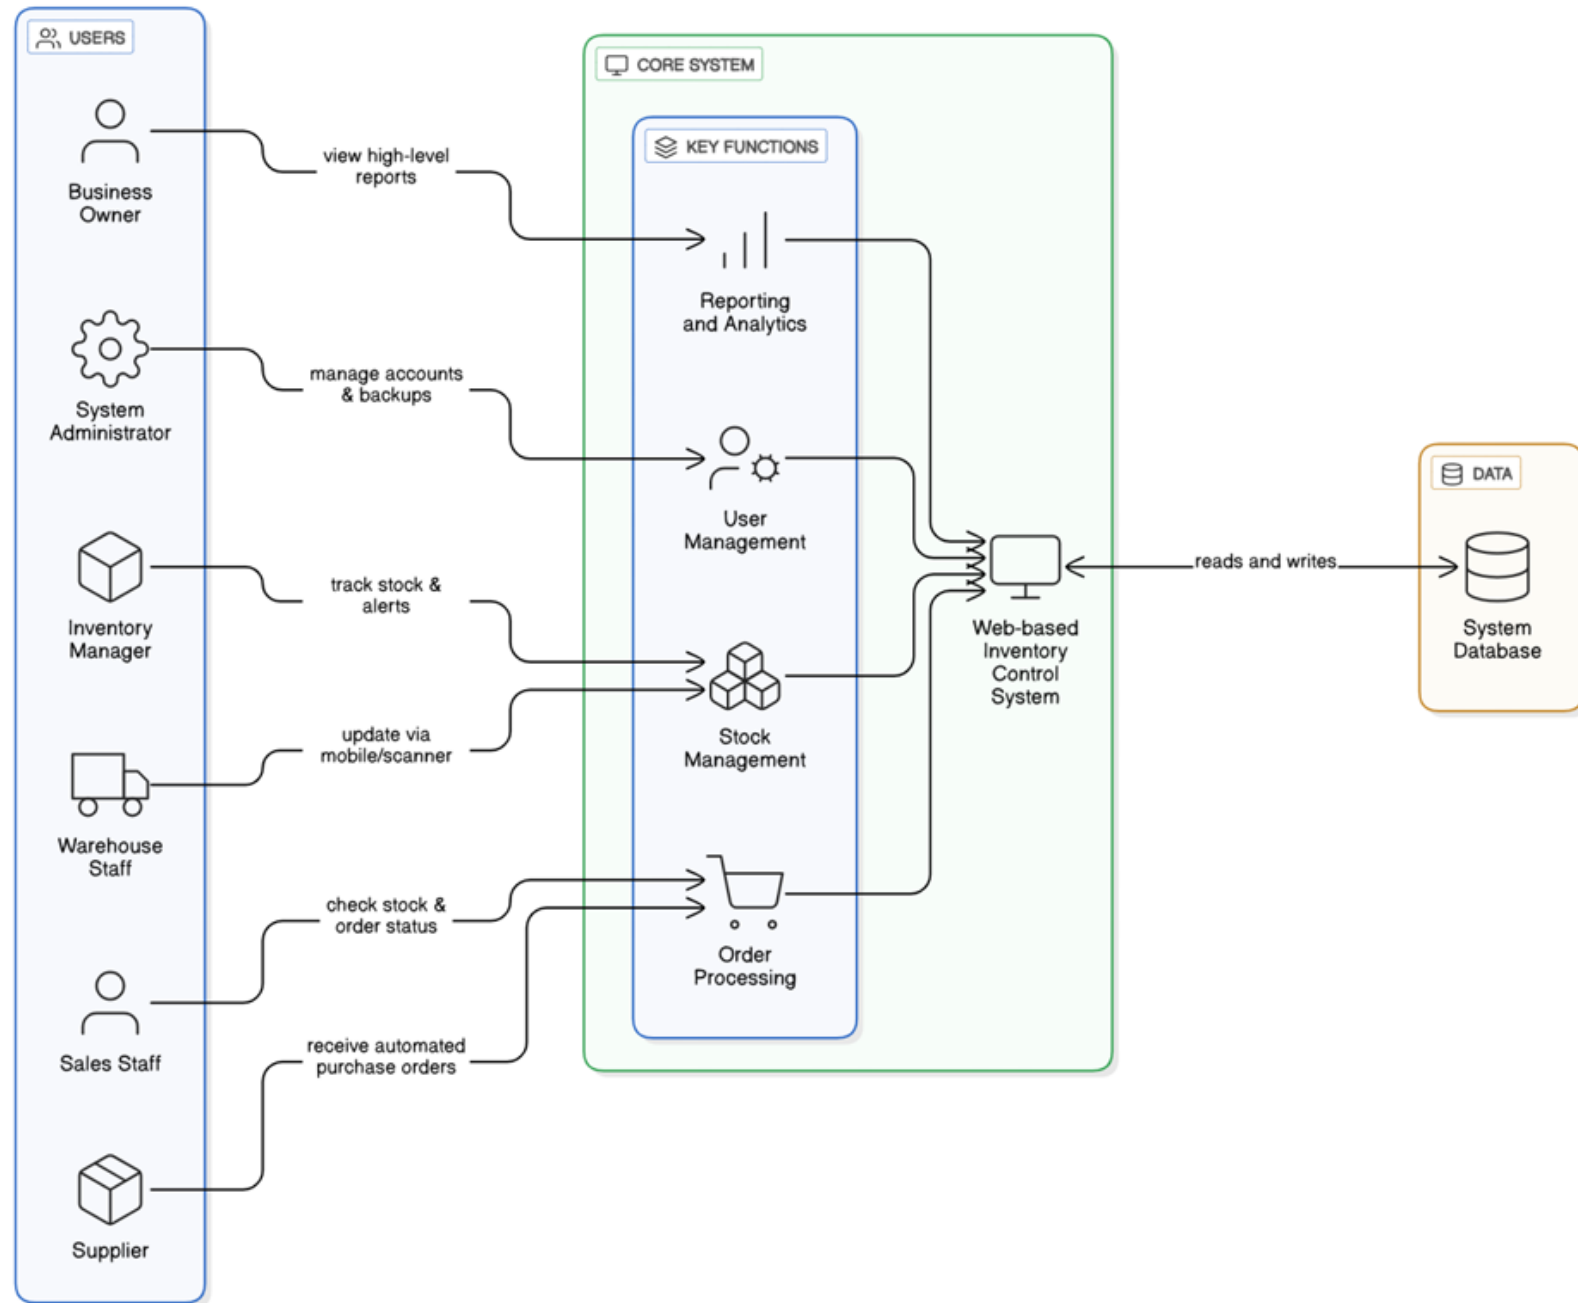 USERS
Business
Owner
System
Administrator
Inventory
Manager
Warehouse
Staff
Sales Staff
Supplier
view high-level
reports
manage accounts
& backups
track stock &
alerts
update via
mobile/scanner
check stock &
order status
receive automated
purchase orders
CORE SYSTEM
KEY FUNCTIONS
Reporting
and Analytics
User
Management
Stock
Management
Order
Processing
Web-based
Inventory
Control
System
reads and writes
DATA
System
Database